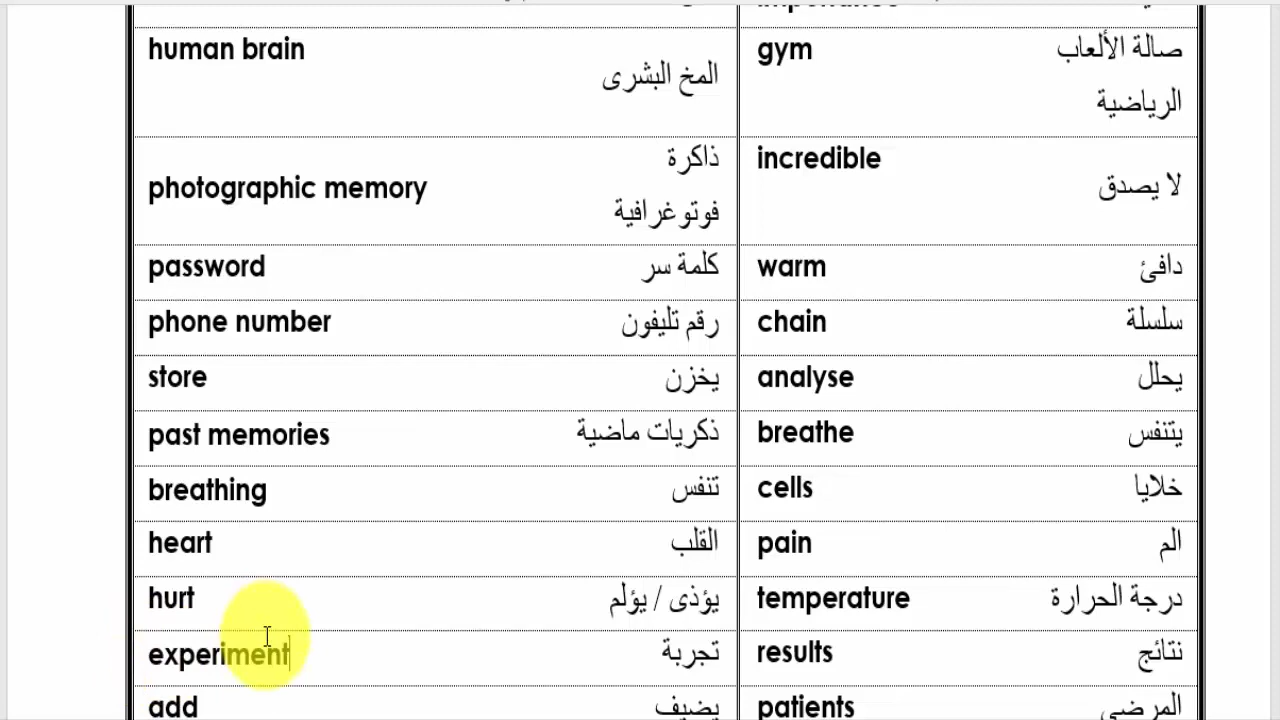 human brain المخ البشرى gym صالة الألعاب
الرياضية
photographic memory ذاكرة incredible لا يصدق
فوتوغرافية
password كلمة سر warm دافئ
phone number رقم تليفون chain سلسلة
store يخزن analyse يحلل
past memories ذكريات ماضية breathe يتنفس
breathing تنفس cells خلايا
heart القلب pain الم
hurt يؤذى / يؤلم temperature درجة الحرارة
experiment تجربة results نتائج
add يضيف patients المرضى